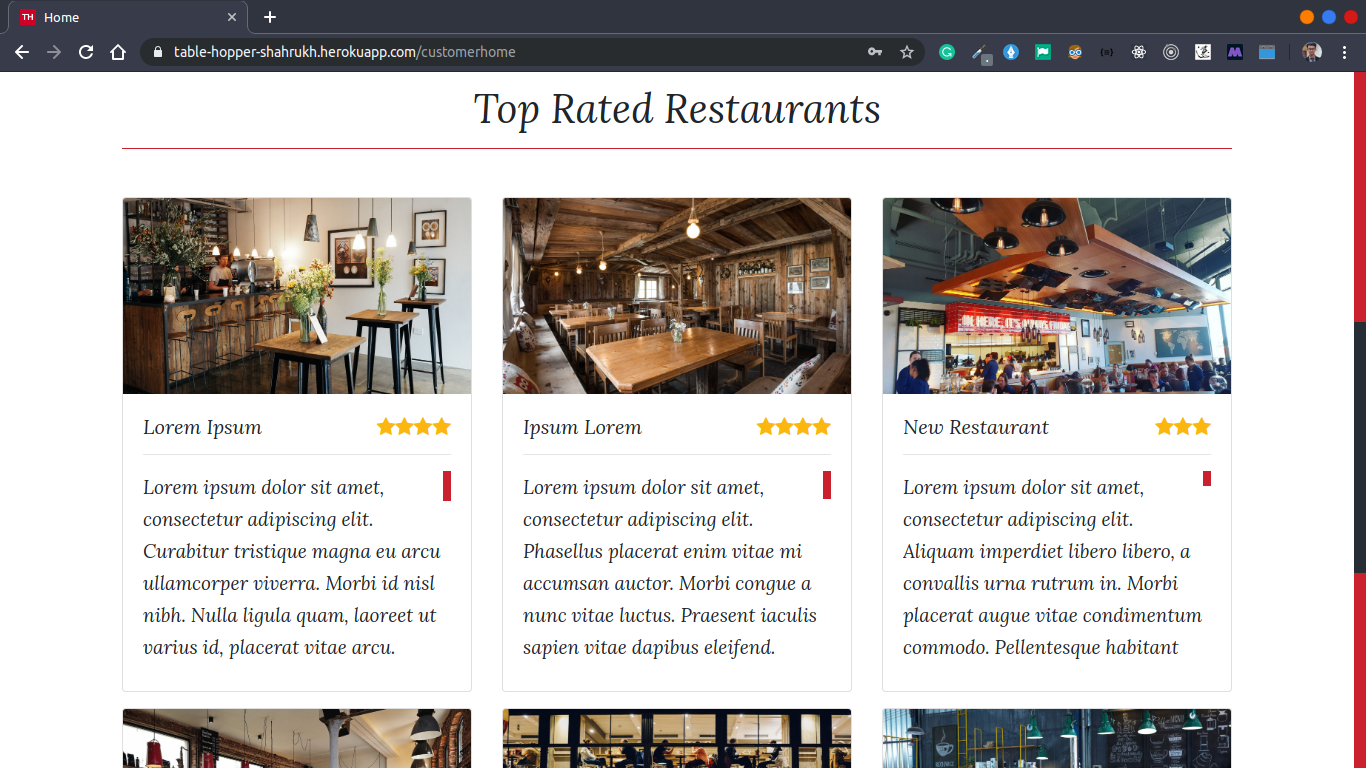 TH Home
table-hopper-shahrukh.herokuapp.com/customerhome
Top Rated Restaurants
IN HERE, IT'S ALWAYS FRIDAY
Lorem Ipsum
Lorem ipsum dolor sit amet,
consectetur adipiscing elit.
Curabitur tristique magna eu arcu
ullamcorper viverra. Morbi id nisl
nibh. Nulla ligula quam, laoreet ut
varius id, placerat vitae arcu.
Ipsum Lorem
Lorem ipsum dolor sit amet,
consectetur adipiscing elit.
Phasellus placerat enim vitae mi
accumsan auctor. Morbi congue a
nunc vitae luctus. Praesent iaculis
sapien vitae dapibus eleifend.
New Restaurant
Lorem ipsum dolor sit amet,
consectetur adipiscing elit.
Aliquam imperdiet libero libero, a
convallis urna rutrum in. Morbi
placerat augue vitae condimentum
commodo. Pellentesque habitant